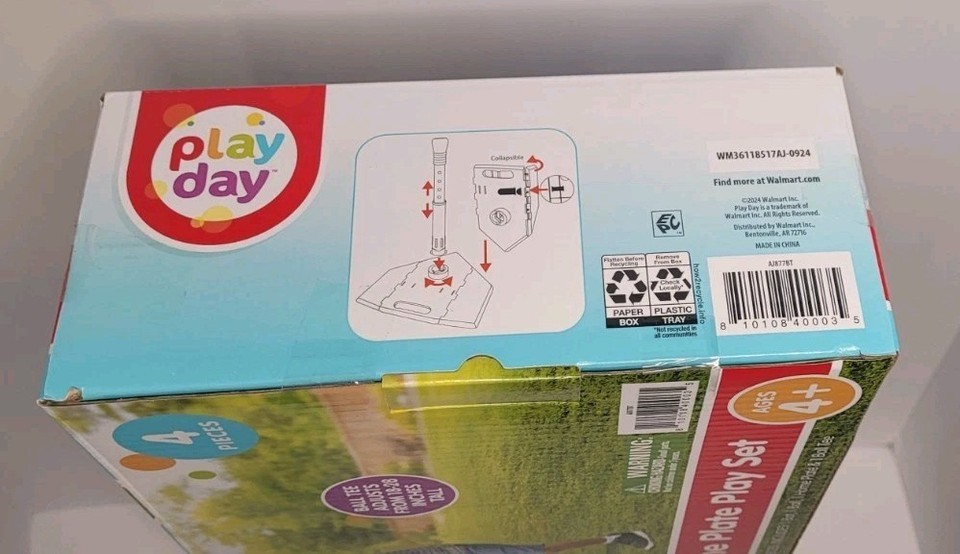 play
day™
Collapsible
WM36118517AJ-0924
Find more at Walmart.com
©2024 Walmart Inc.
Play Day is a trademark of
Walmart Inc. All Rights Reserved.
Distributed by Walmart Inc.,
Bentonville, AR 72716
MADE IN CHINA
AJ877BT
8 10108 40003 5
Flatten Before
Recycling
Remove
From Box
Check
Locally*
PAPER
PLASTIC
BOX
TRAY
*Not recycled in
all communities
how2recycle.info
4
PIECES
BALL TEE
ADJUSTS
FROM 18-28
INCHES
TALL
WARNING:
AGES
4+
e Plate Play Set